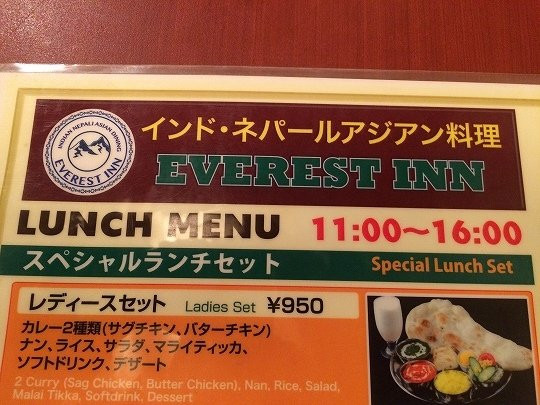 INDIAN NEPALI ASIAN DINING
EVEREST INN
インド・ネパールアジアン料理
EVEREST INN
LUNCH MENU 11:00～16:00
スペシャルランチセット Special Lunch Set
レディースセット Ladies Set ¥950
カレー2種類(サグチキン、バターチキン)
ナン、ライス、サラダ、マライティッカ、
ソフトドリンク、デザート
2 Curry (Sag Chicken, Butter Chicken), Nan, Rice, Salad,
Malai Tikka, Softdrink, Dessert